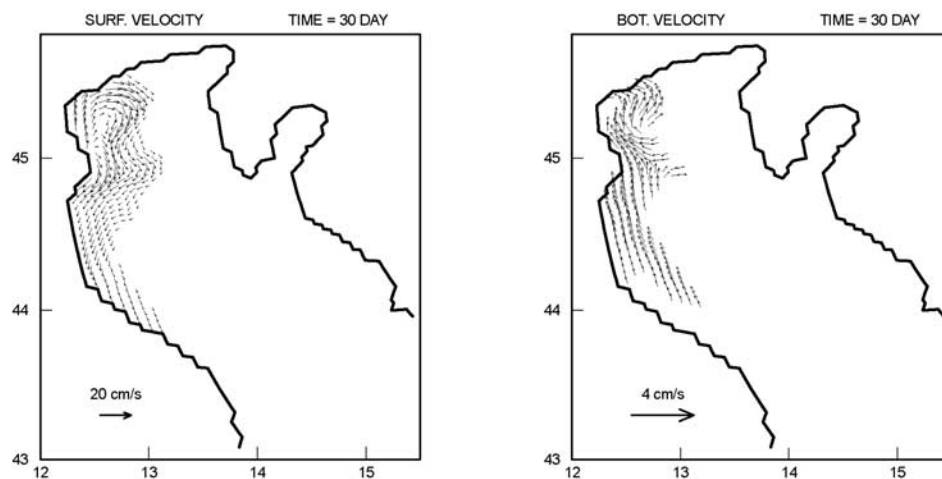 SURF. VELOCITY TIME = 30 DAY
45
44
43
20 cm/s
12 13 14 15
BOT. VELOCITY TIME = 30 DAY
45
44
43
4 cm/s
12 13 14 15